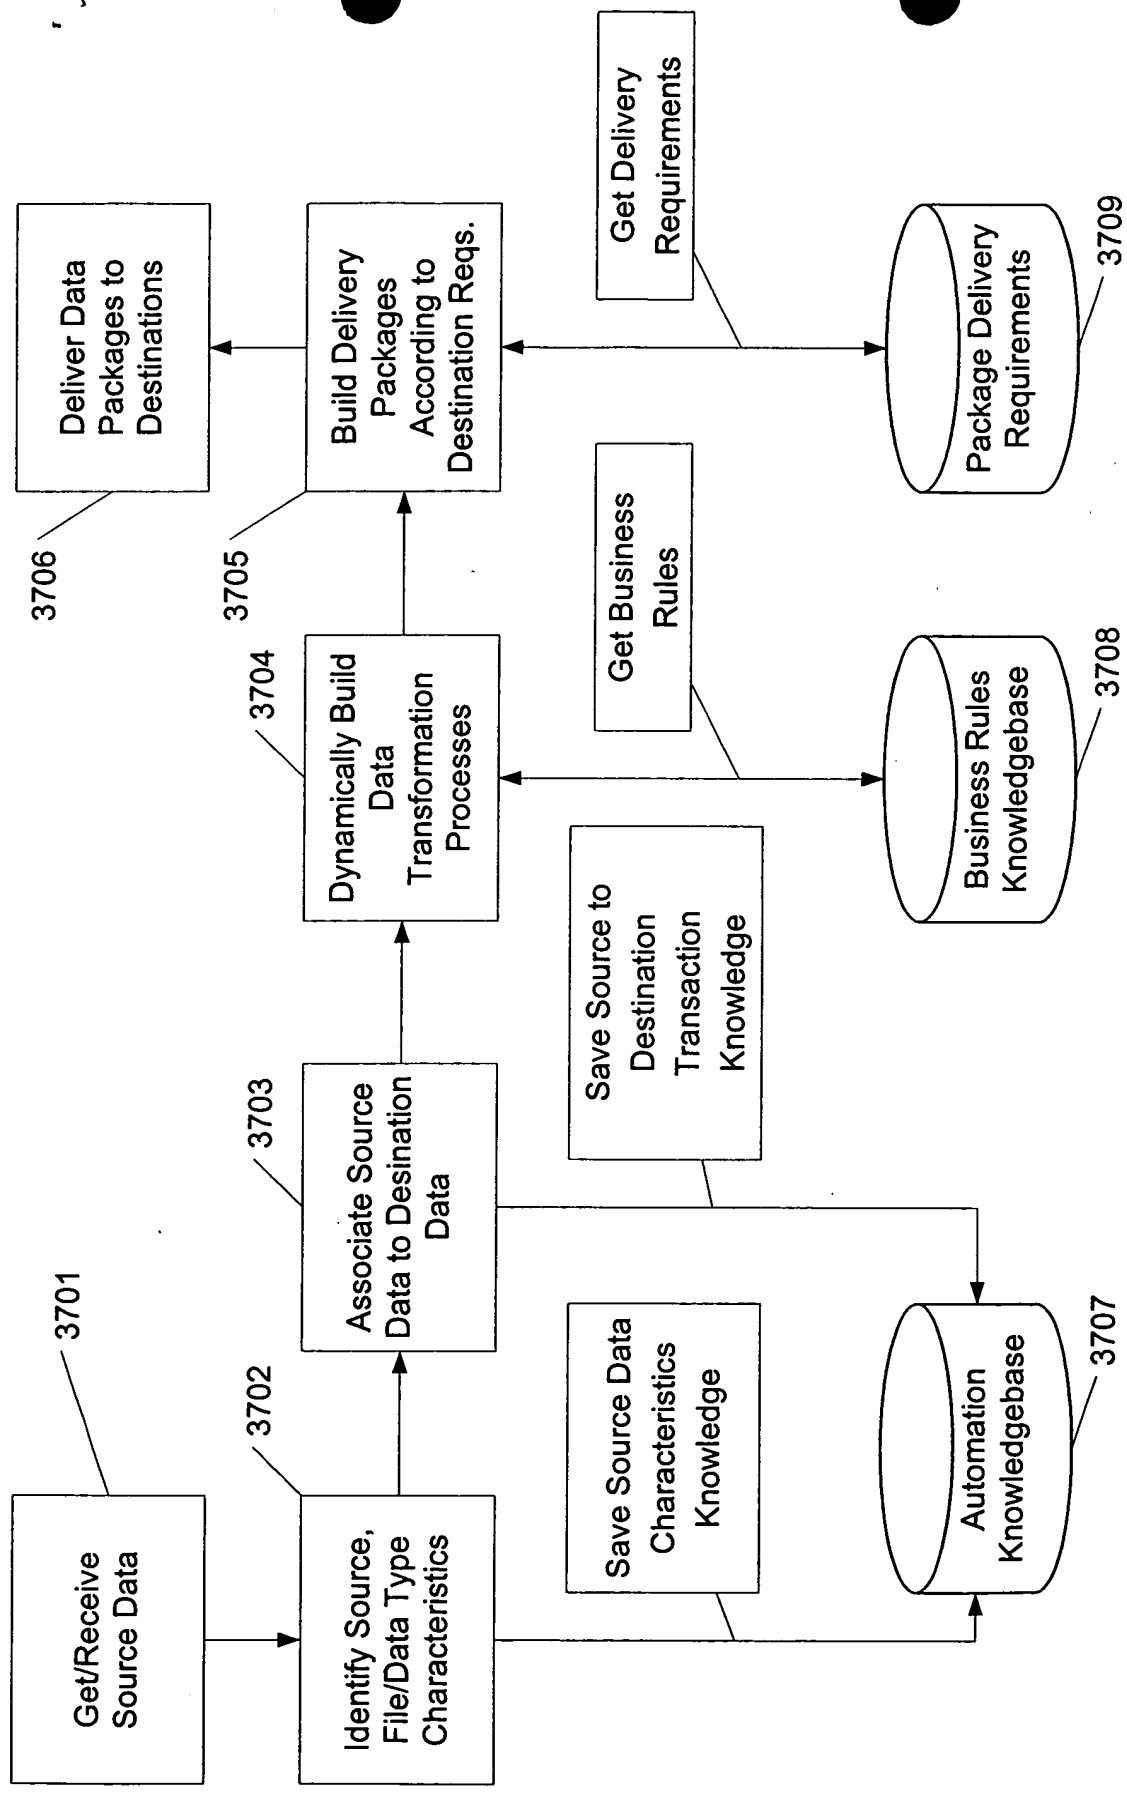 Get/Receive
Source Data
3701
Identify Source,
File/Data Type
Characteristics
3702
Associate Source
Data to Desination
Data
3703
Dynamically Build
Data
Transformation
Processes
3704
Build Delivery
Packages
According to
Destination Reqs.
3705
Deliver Data
Packages to
Destinations
3706
Save Source Data
Characteristics
Knowledge
Save Source to
Destination
Transaction
Knowledge
Get Business
Rules
Get Delivery
Requirements
Automation
Knowledgebase
3707
Business Rules
Knowledgebase
3708
Package Delivery
Requirements
3709